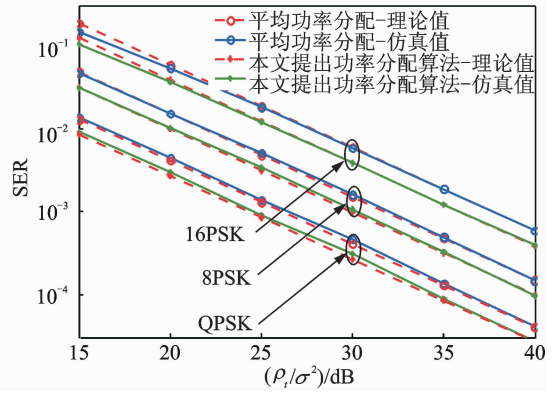 平均功率分配-理论值
平均功率分配-仿真值
本文提出功率分配算法-理论值
本文提出功率分配算法-仿真值
10⁻¹
10⁻²
10⁻³
10⁻⁴
SER
16PSK
8PSK
QPSK
15 20 25 30 35 40
(ρₜ/σ²)/dB